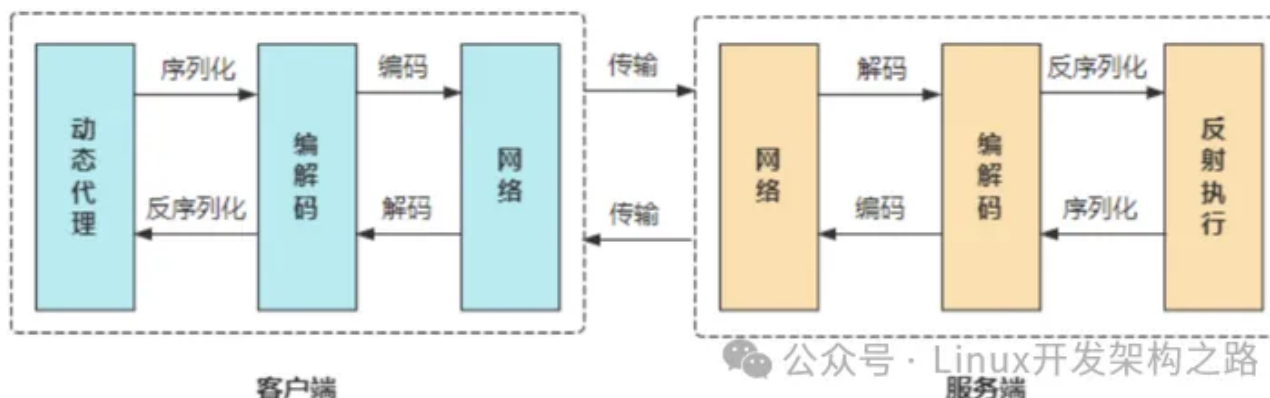 序列化
编码
传输
解码
反序列化
动态代理
编解码
网络
网络
编解码
反射执行
反序列化
解码
传输
编码
序列化
公众号 · Linux开发架构之路
客户端
服务端